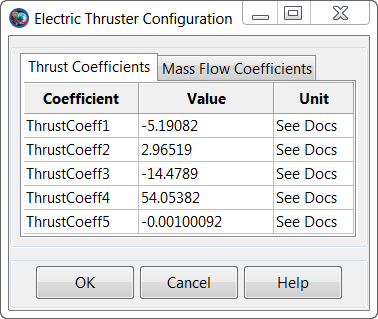 Electric Thruster Configuration
Thrust Coefficients Mass Flow Coefficients
Coefficient Value Unit
ThrustCoeff1 -5.19082 See Docs
ThrustCoeff2 2.96519 See Docs
ThrustCoeff3 -14.4789 See Docs
ThrustCoeff4 54.05382 See Docs
ThrustCoeff5 -0.00100092 See Docs
OK Cancel Help